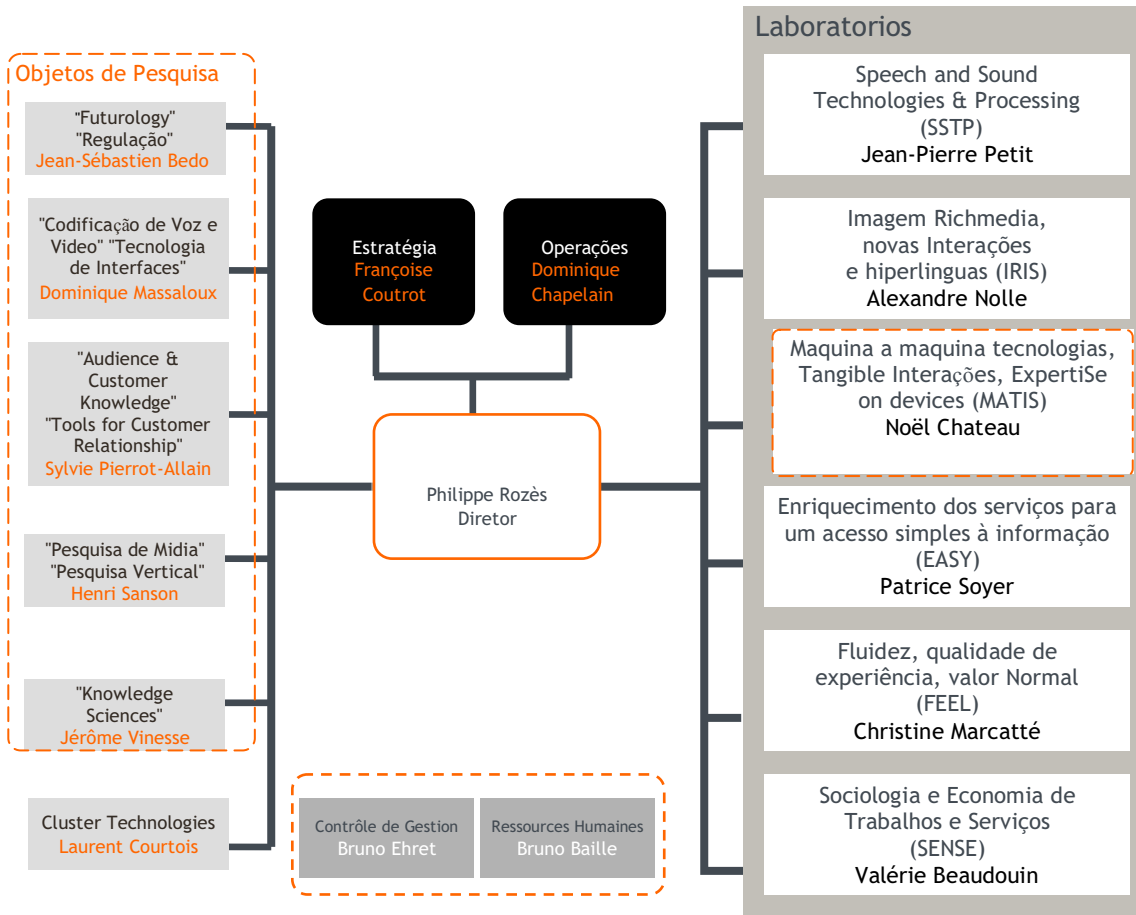 Objetos de Pesquisa
"Futurology"
"Regulação"
Jean-Sébastien Bedo
"Codificação de Voz e
Video" "Tecnologia
de Interfaces"
Dominique Massaloux
"Audience &
Customer
Knowledge"
"Tools for Customer
Relationship"
Sylvie Pierrot-Allain
"Pesquisa de Midia"
"Pesquisa Vertical"
Henri Sanson
"Knowledge
Sciences"
Jérôme Vinesse
Cluster Technologies
Laurent Courtois
Estratégia
Françoise
Coutrot
Operações
Dominique
Chapelain
Philippe Rozès
Diretor
Contrôle de Gestion
Bruno Ehret
Ressources Humaines
Bruno Baille
Laboratorios
Speech and Sound
Technologies & Processing
(SSTP)
Jean-Pierre Petit
Imagem Richmedia,
novas Interações
e hiperlinguas (IRIS)
Alexandre Nolle
Maquina a maquina tecnologias,
Tangible Interações, ExpertiSe
on devices (MATIS)
Noël Chateau
Enriquecimento dos serviços para
um acesso simples à informação
(EASY)
Patrice Soyer
Fluidez, qualidade de
experiência, valor Normal
(FEEL)
Christine Marcatté
Sociologia e Economia de
Trabalhos e Serviços
(SENSE)
Valérie Beaudouin